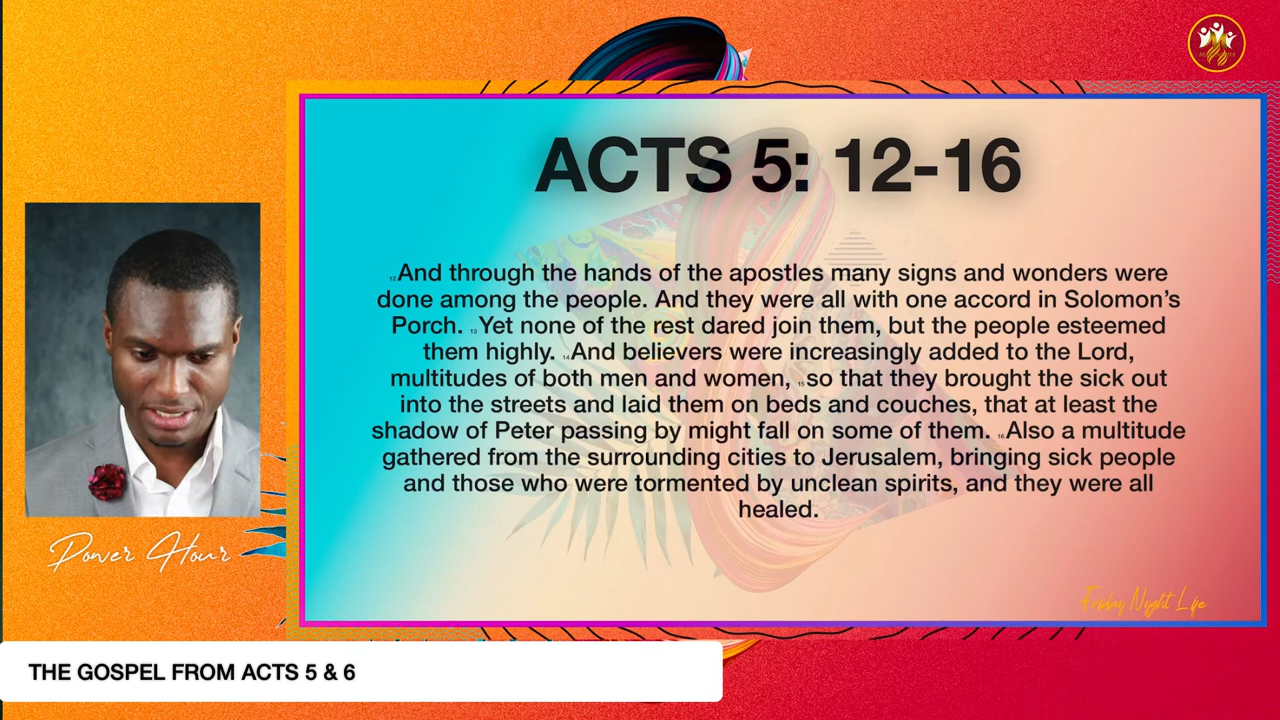 ACTS 5: 12-16
12And through the hands of the apostles many signs and wonders were
done among the people. And they were all with one accord in Solomon’s
Porch. 13Yet none of the rest dared join them, but the people esteemed
them highly. 14And believers were increasingly added to the Lord,
multitudes of both men and women, 15so that they brought the sick out
into the streets and laid them on beds and couches, that at least the
shadow of Peter passing by might fall on some of them. 16Also a multitude
gathered from the surrounding cities to Jerusalem, bringing sick people
and those who were tormented by unclean spirits, and they were all
healed.
Power Hour
Friday Night Life
THE GOSPEL FROM ACTS 5 & 6